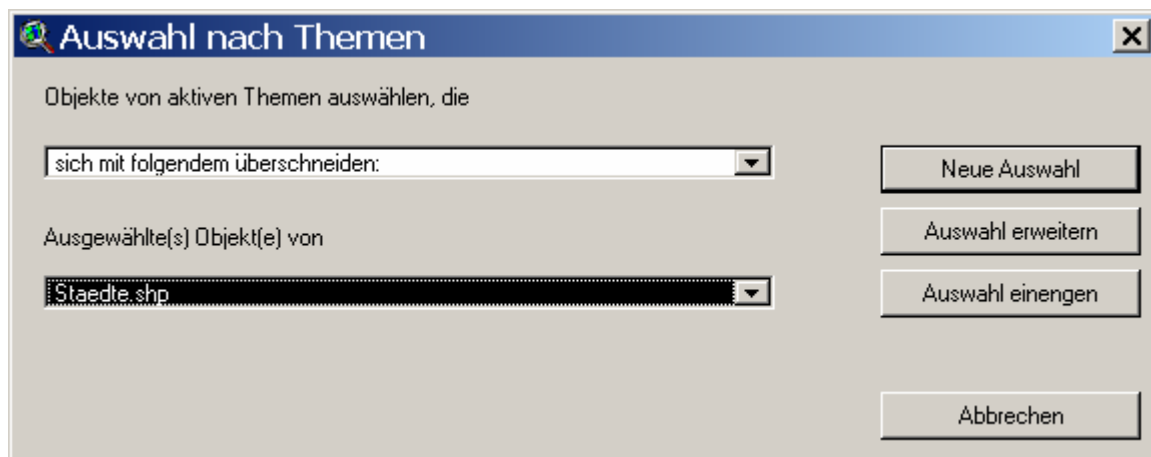 Auswahl nach Themen
Objekte von aktiven Themen auswählen, die
sich mit folgendem überschneiden:
Neue Auswahl
Auswahl erweitern
Ausgewählte(s) Objekt(e) von
Staedte.shp
Auswahl einengen
Abbrechen